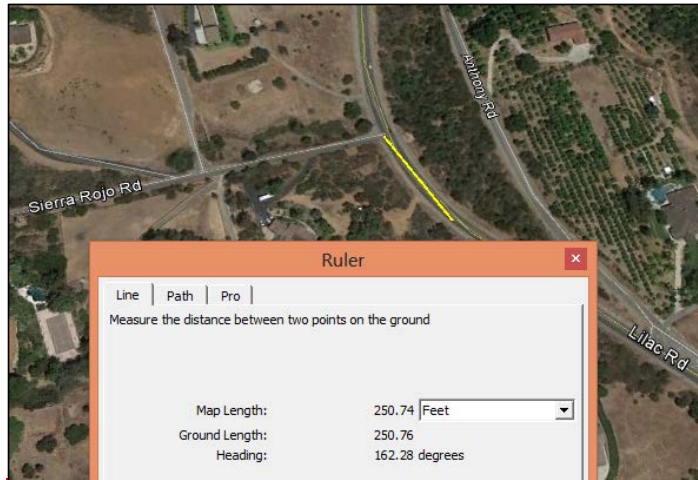 Anthony Rd
Sierra Rojo Rd
Lilac Rd
Ruler
Line Path Pro
Measure the distance between two points on the ground
Map Length: 250.74 Feet
Ground Length: 250.76
Heading: 162.28 degrees